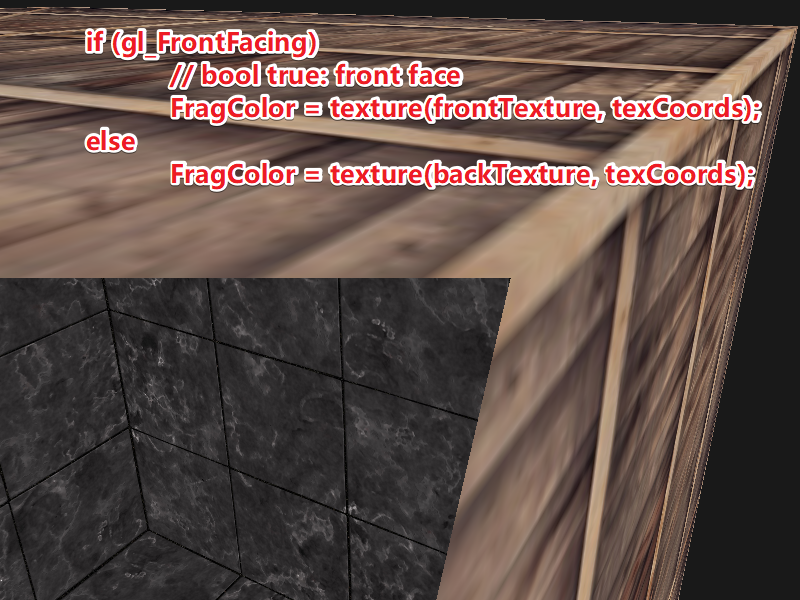 if (gl_FrontFacing)
// bool true: front face
FragColor = texture(frontTexture, texCoords);
else
FragColor = texture(backTexture, texCoords);